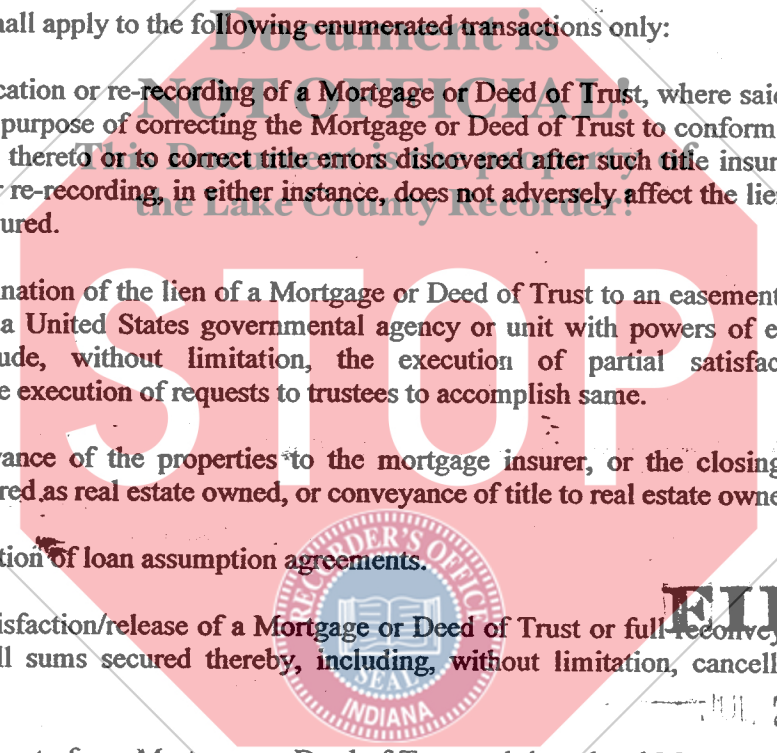 hall apply to the following enumerated transactions only:
Document is
cation or re-recording of a Mortgage or Deed of Trust, where said
NOT OFFICIAL!
purpose of correcting the Mortgage or Deed of Trust to conform
This Document is the property of
thereto or to correct title errors discovered after such title insur
r re-recording, in either instance, does not adversely affect the lien
the Lake County Recorder!
ured.
STOP
nation of the lien of a Mortgage or Deed of Trust to an easement
a United States governmental agency or unit with powers of e
ude, without limitation, the execution of partial satisfac
e execution of requests to trustees to accomplish same.
ance of the properties to the mortgage insurer, or the closing
red as real estate owned, or conveyance of title to real estate owne
tion of loan assumption agreements.
RECORDER'S OFFICE
SEAL
INDIANA
FIL
isfaction/release of a Mortgage or Deed of Trust or full reconvey
ll sums secured thereby, including, without limitation, cancell
JUL 2